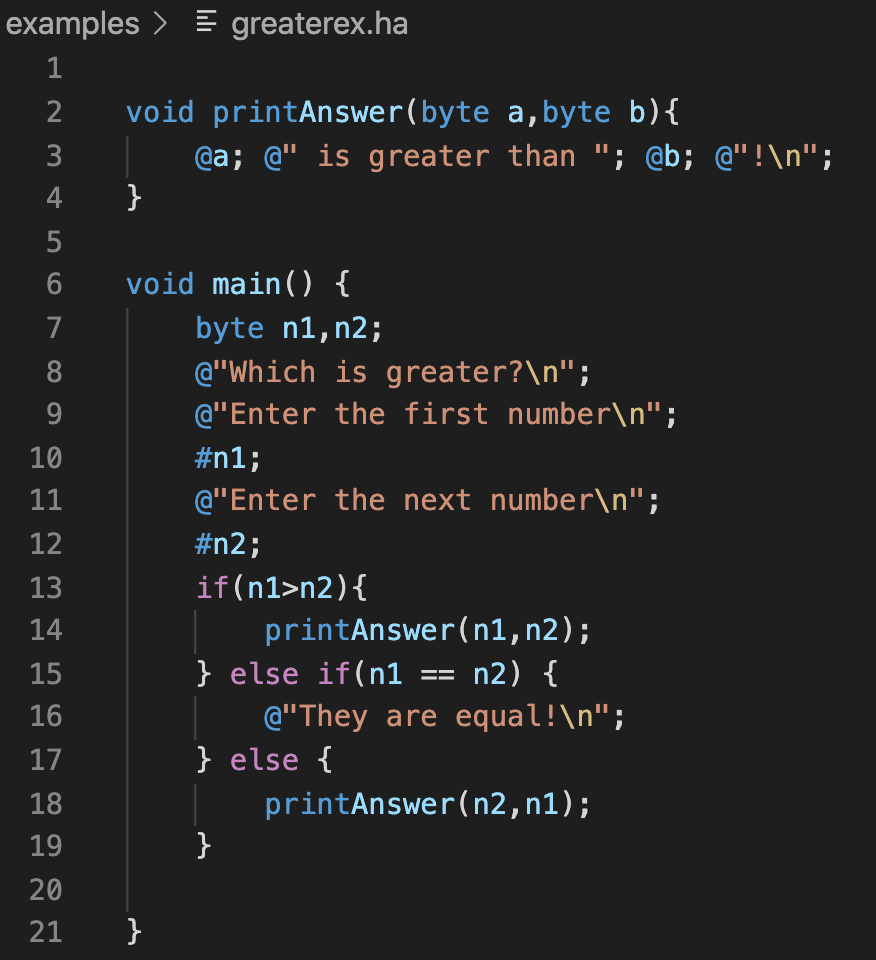 examples > greaterex.ha
1
2 void printAnswer(byte a,byte b){
3     @a; @" is greater than "; @b; @"!\n";
4 }
5
6 void main() {
7     byte n1,n2;
8     @"Which is greater?\n";
9     @"Enter the first number\n";
10     #n1;
11     @"Enter the next number\n";
12     #n2;
13     if(n1>n2){
14         printAnswer(n1,n2);
15     } else if(n1 == n2) {
16         @"They are equal!\n";
17     } else {
18         printAnswer(n2,n1);
19     }
20
21 }